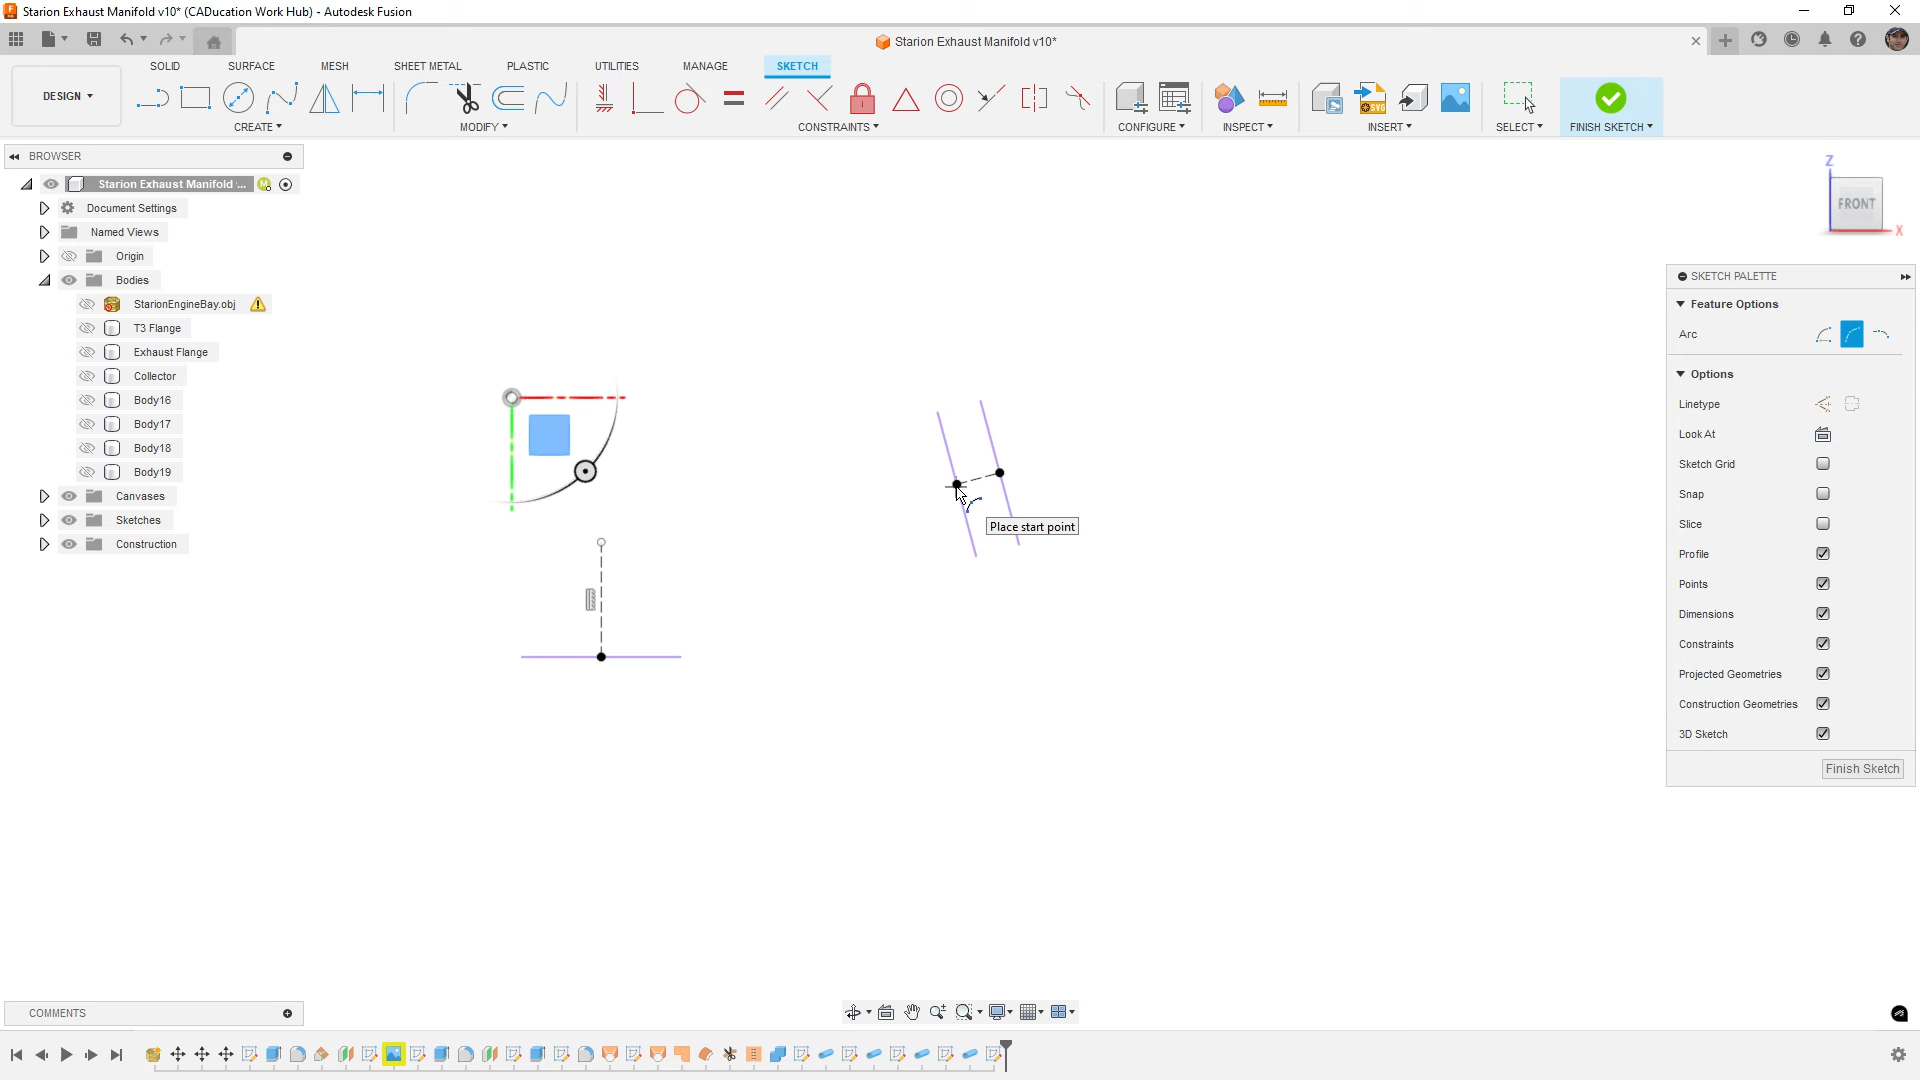 Starion Exhaust Manifold v10* (CADucation Work Hub) - Autodesk Fusion
Starion Exhaust Manifold v10*
SOLID SURFACE MESH SHEET METAL PLASTIC UTILITIES MANAGE SKETCH
DESIGN
CREATE MODIFY CONSTRAINTS CONFIGURE INSPECT INSERT SELECT FINISH SKETCH
SVG
BROWSER
Starion Exhaust Manifold ...
M
Document Settings
Named Views
Origin
Bodies
StarionEngineBay.obj
T3 Flange
Exhaust Flange
Collector
Body16
Body17
Body18
Body19
Canvases
Sketches
Construction
Place start point
Z
FRONT
X
SKETCH PALETTE
Feature Options
Arc
Options
Linetype
Look At
Sketch Grid
Snap
Slice
Profile
Points
Dimensions
Constraints
Projected Geometries
Construction Geometries
3D Sketch
Finish Sketch
COMMENTS